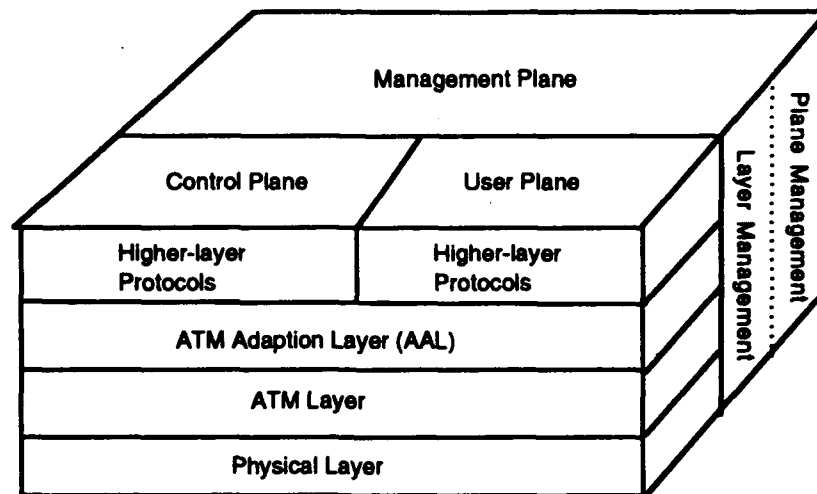 Management Plane
Control Plane
User Plane
Higher-layer
Protocols
Higher-layer
Protocols
ATM Adaption Layer (AAL)
ATM Layer
Physical Layer
Layer Management
Plane Management